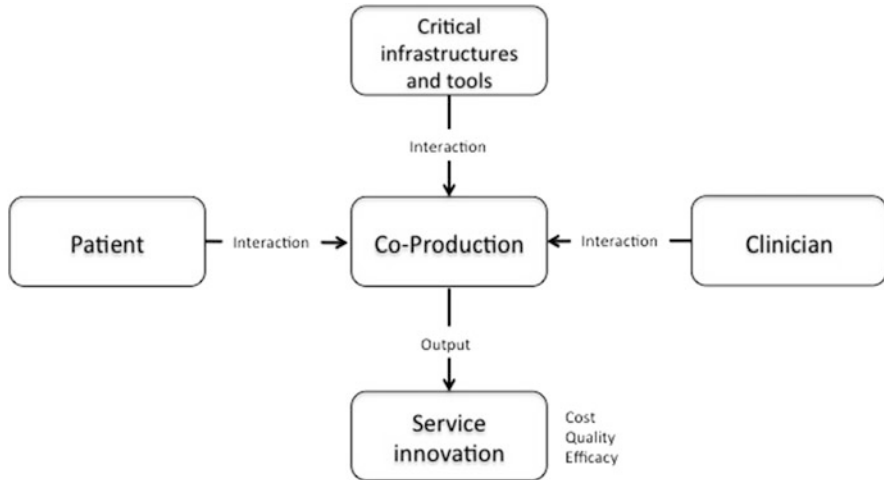 Critical
infrastructures
and tools
Interaction
Patient
Interaction
Co-Production
Interaction
Clinician
Output
Service
innovation
Cost
Quality
Efficacy